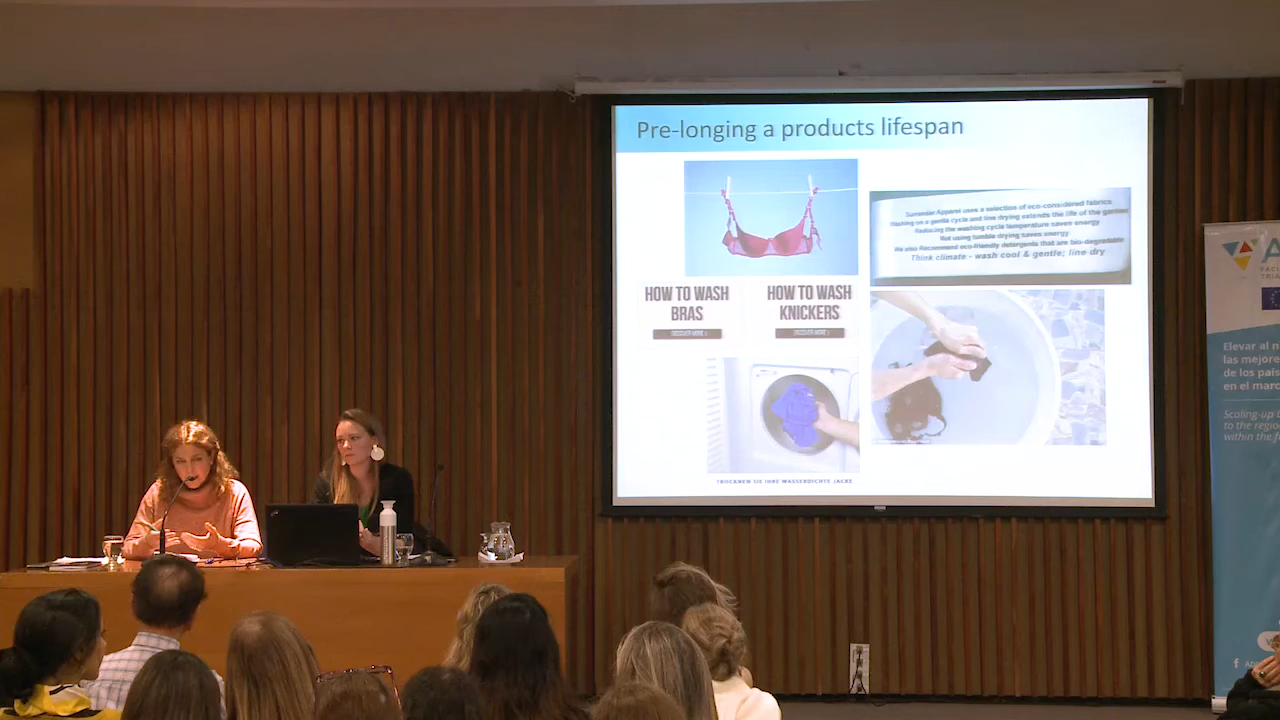 Pre-longing a products lifespan
Surrender Apparel uses a selection of eco-considered fabrics
Washing on a gentle cycle and line drying extends the life of the garment
Reducing the washing cycle temperature saves energy
Not using tumble drying saves energy
We also Recommend eco-friendly detergents that are bio-degradable
Think climate - wash cool & gentle; line dry
HOW TO WASH
BRAS
DISCOVER MORE
HOW TO WASH
KNICKERS
DISCOVER MORE
TROCKNEN SIE IHRE WASSERDICHTE JACKE
Elevar al
las mejore
de los
en el
Scaling-up
to the
within the